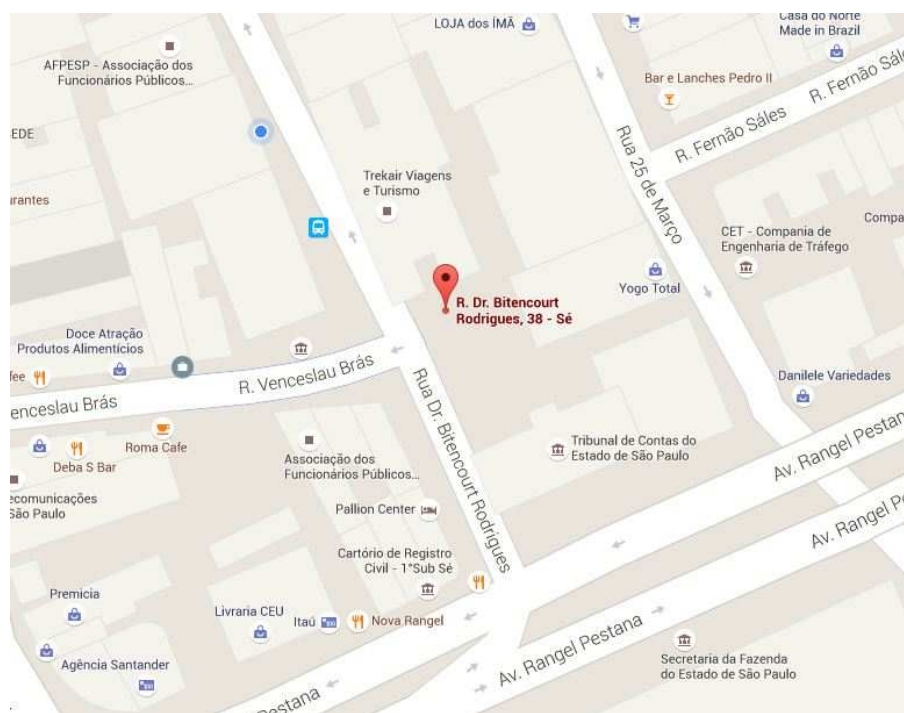 LOJA dos ÍMÃ
Casa do Norte
Made in Brazil
AFPESP - Associação dos
Funcionários Públicos...
Bar e Lanches Pedro II
R. Fernão Sáles
R. Fernão Sáles
EDE
Rua 25 de Março
Trekair Viagens
e Turismo
urantes
CET - Compania de
Engenharia de Tráfego
Compa
Yogo Total
R. Dr. Bitencourt
Rodrigues, 38 - Sé
Doce Atração
Produtos Alimentícios
fee
R. Venceslau Brás
enceslau Brás
Rua Dr. Bitencourt Rodrigues
Danilele Variedades
Roma Cafe
Deba S Bar
Tribunal de Contas do
Estado de São Paulo
Av. Rangel Pestana
Associação dos
Funcionários Públicos...
ecomunicações
São Paulo
Pallion Center
Av. Rangel Pe
Cartório de Registro
Civil - 1°Sub Sé
Premicia
Livraria CEU
Itaú
Nova Rangel
Av. Rangel Pestana
Secretaria da Fazenda
do Estado de São Paulo
Agência Santander
Pestana